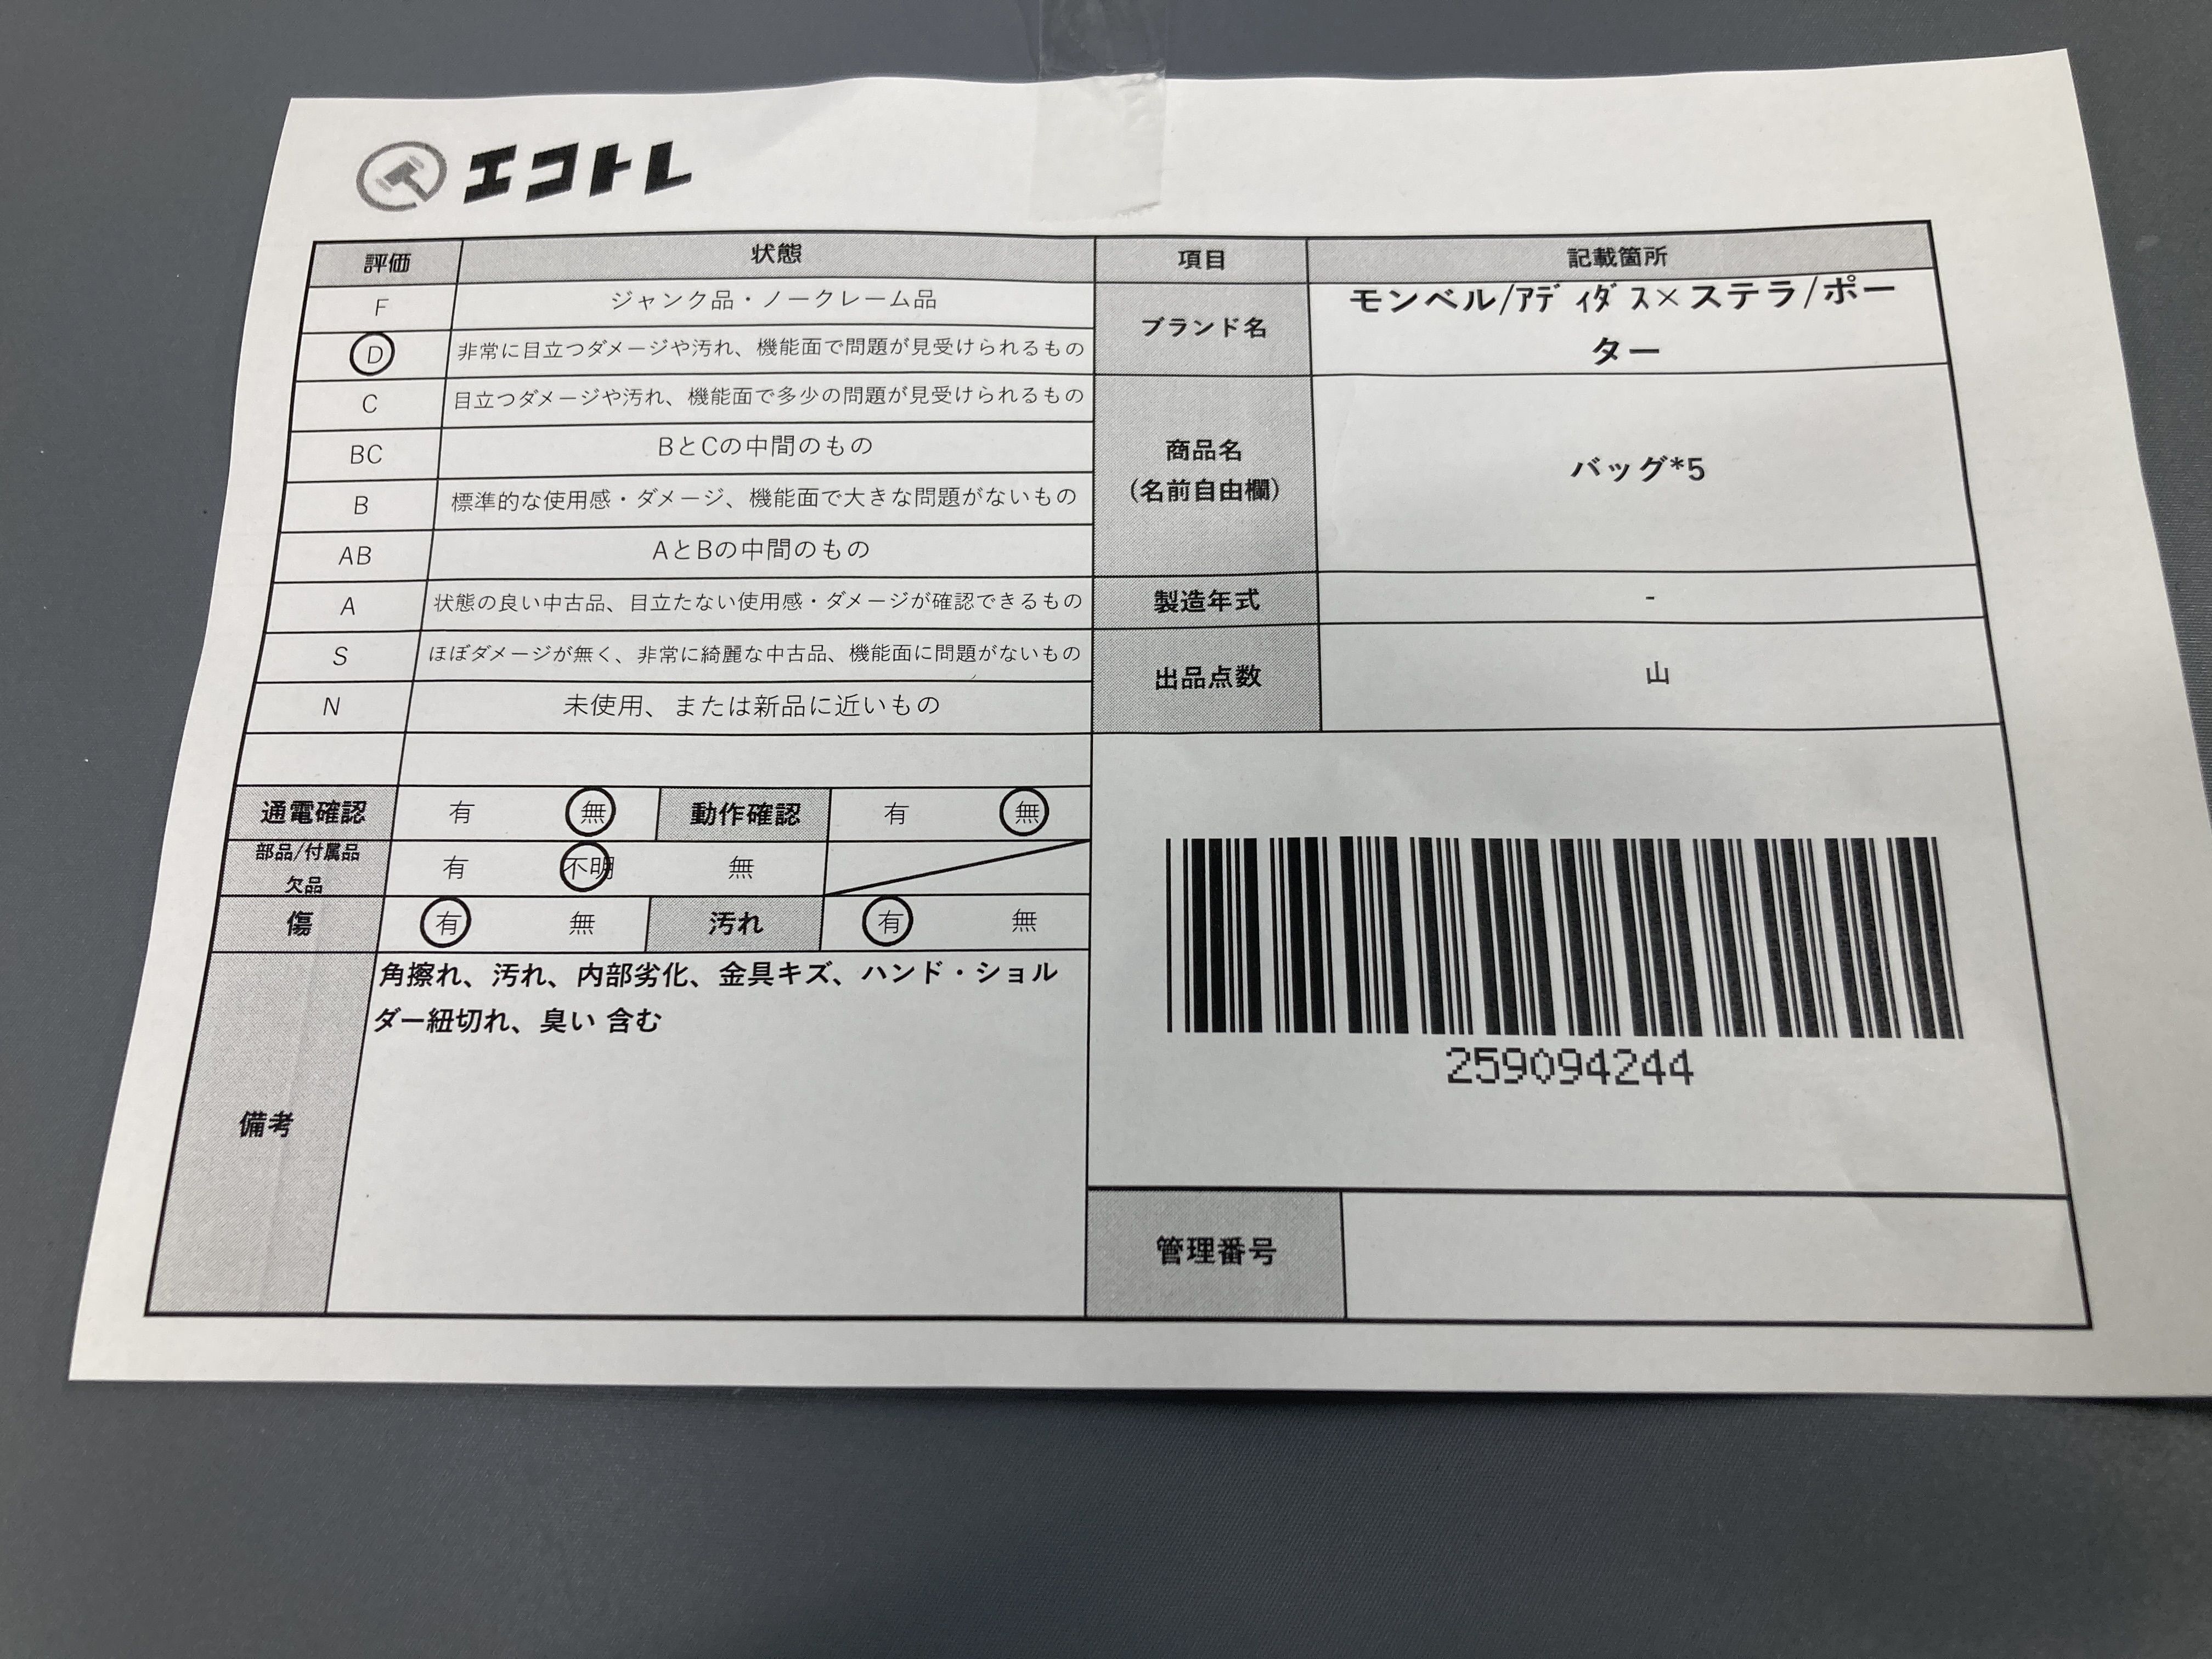 エコトレ
評価 状態 項目 記載箇所
F ジャンク品・ノークレーム品
D 非常に目立つダメージや汚れ、機能面で問題が見受けられるもの
C 目立つダメージや汚れ、機能面で多少の問題が見受けられるもの
BC BとCの中間のもの
B 標準的な使用感・ダメージ、機能面で大きな問題がないもの
AB AとBの中間のもの
A 状態の良い中古品、目立たない使用感・ダメージが確認できるもの
S ほぼダメージが無く、非常に綺麗な中古品、機能面に問題がないもの
N 未使用、または新品に近いもの
ブランド名
モンベル/ｱﾃﾞｨﾀﾞｽ×ステラ/ポー
ター
商品名
(名前自由欄)
バッグ*5
製造年式 -
出品点数 山
通電確認 有 無 動作確認 有 無
部品/付属品
欠品
有 不明 無
傷 有 無 汚れ 有 無
備考
角擦れ、汚れ、内部劣化、金具キズ、ハンド・ショル
ダー紐切れ、臭い 含む
259094244
管理番号